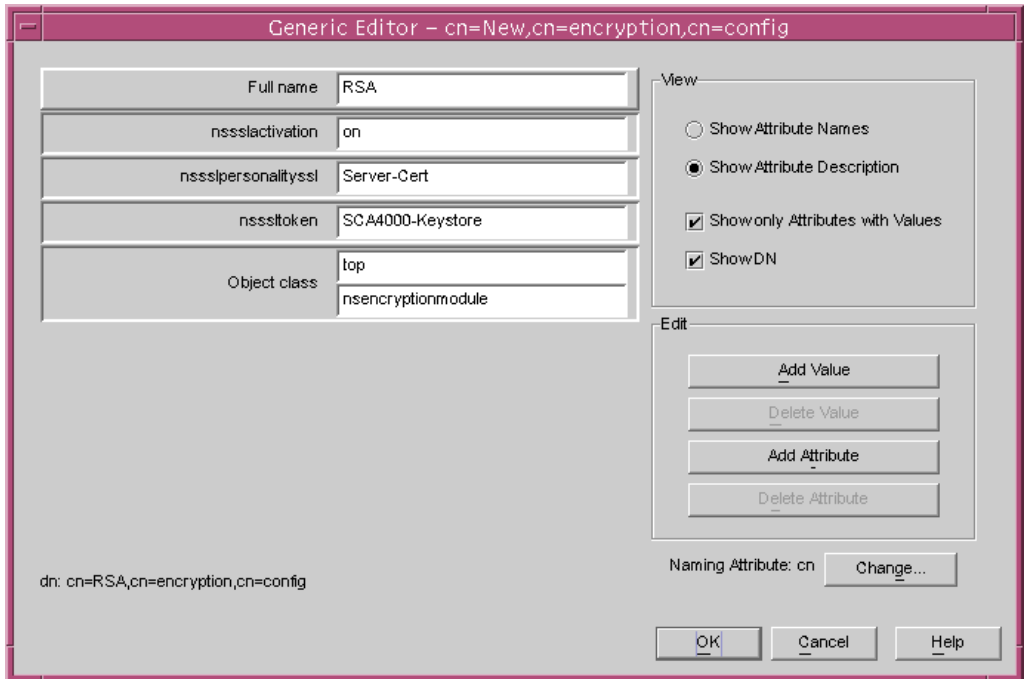 Generic Editor – cn=New,cn=encryption,cn=config
Full name RSA
nssslactivation on
nssslpersonalityssl Server-Cert
nsssltoken SCA4000-Keystore
Object class top
nsencryptionmodule
dn: cn=RSA,cn=encryption,cn=config
View
Show Attribute Names
Show Attribute Description
Show only Attributes with Values
Show DN
Edit
Add Value
Delete Value
Add Attribute
Delete Attribute
Naming Attribute: cn Change...
OK Cancel Help